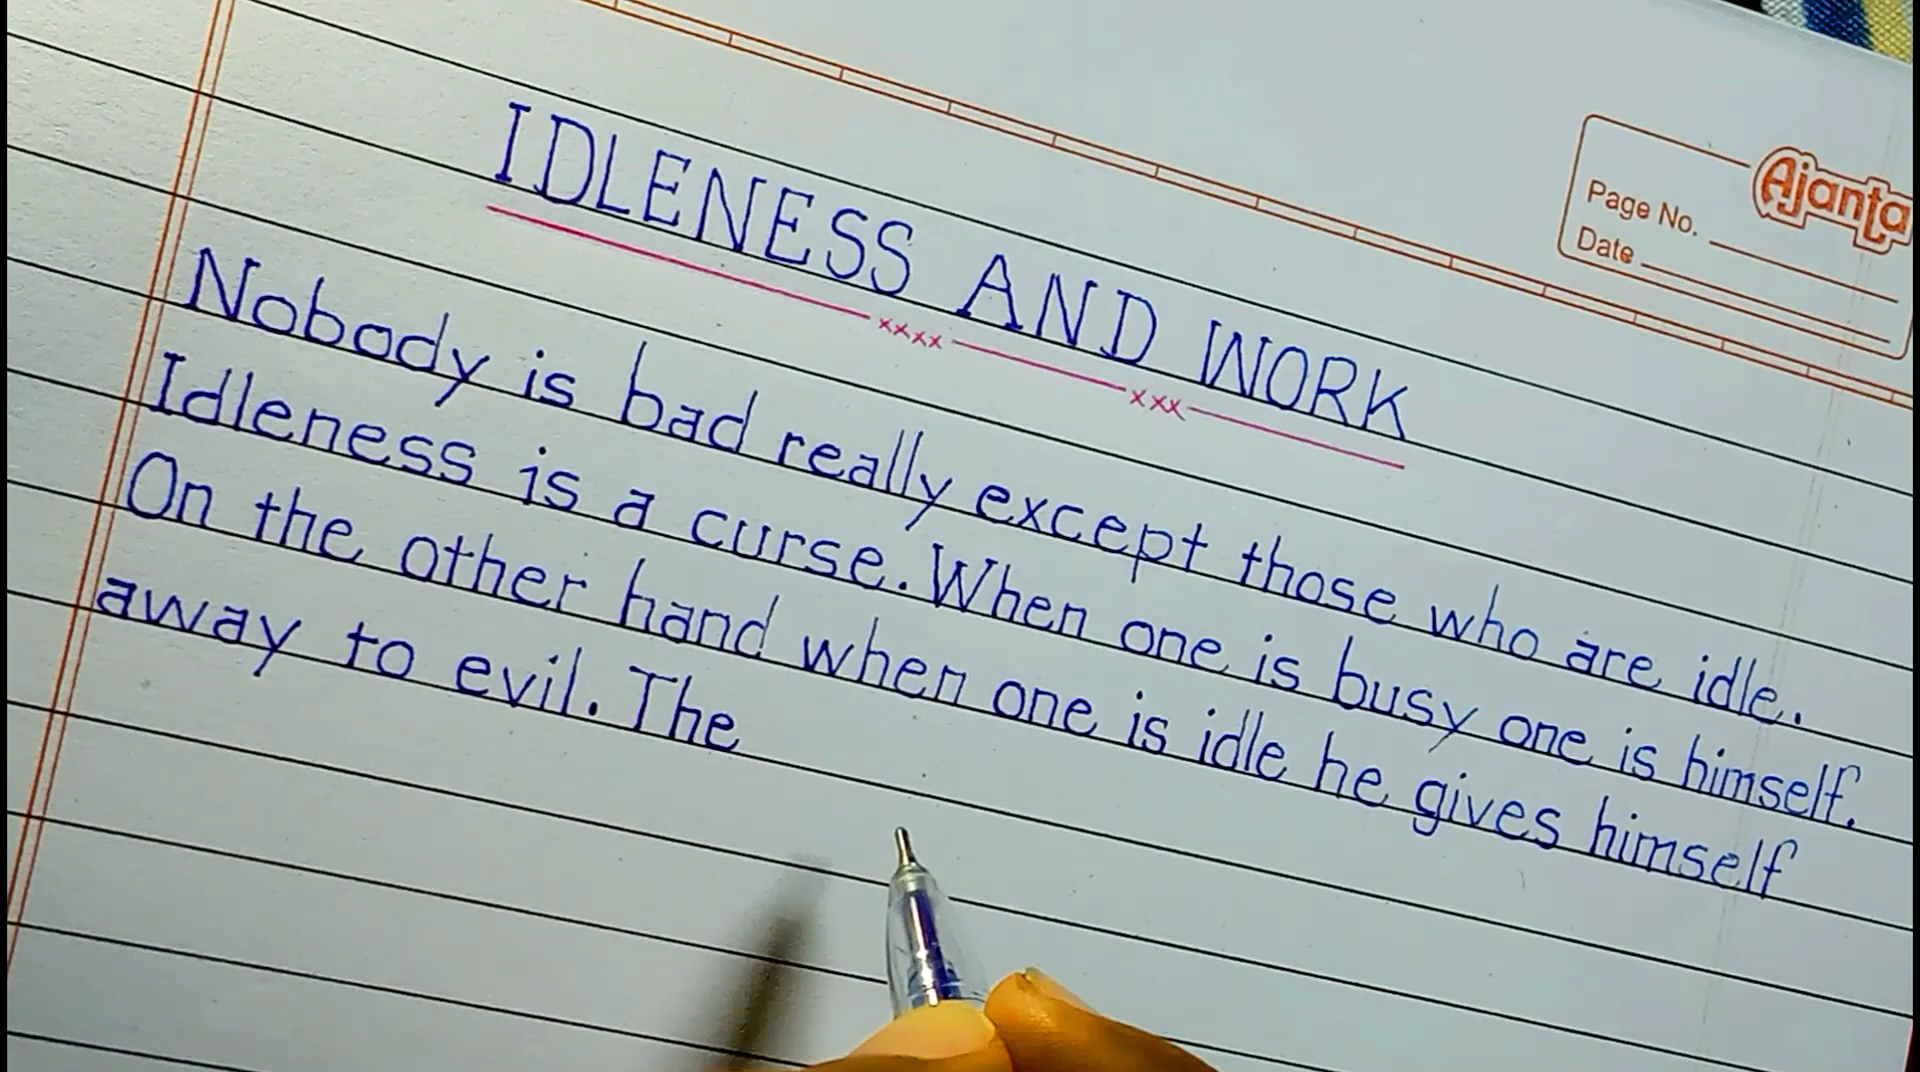 Ajanta
Page No.
Date
IDLENESS AND WORK
xxxx xxx
Nobody is bad really except those who are idle.
Idleness is a curse. When one is busy one is himself.
On the other hand when one is idle he gives himself
away to evil. The